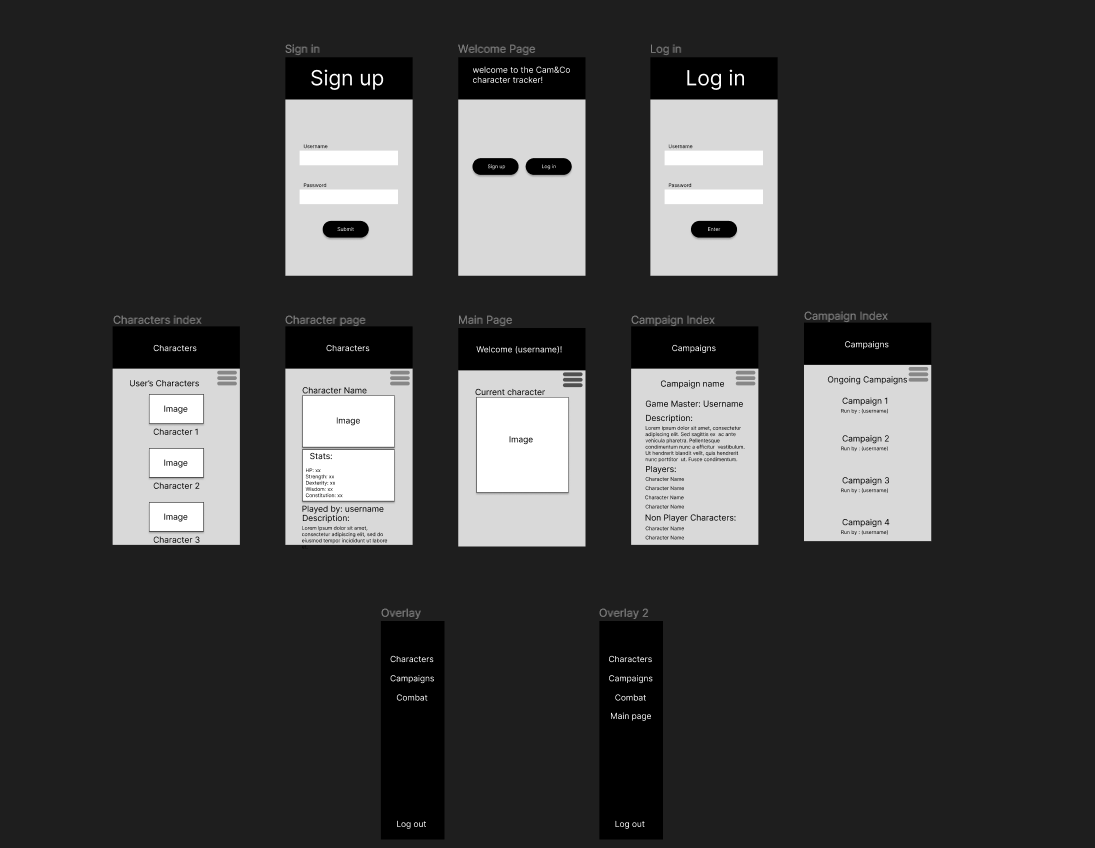 Sign in
Sign up
Username
Password
Submit
Welcome Page
welcome to the Cam&Co
character tracker!
Sign up
Log in
Log in
Log in
Username
Password
Enter
Characters index
Characters
User's Characters
Image
Character 1
Image
Character 2
Image
Character 3
Character page
Characters
Character Name
Image
Stats:
HP: xx
Strength: xx
Dexterity: xx
Wisdom: xx
Constitution: xx
Played by: username
Description:
Lorem ipsum dolor sit amet,
consectetur adipiscing elit, sed do
eiusmod tempor incididunt ut labore
Main Page
Welcome (username)!
Current character
Image
Campaign Index
Campaigns
Campaign name
Game Master: Username
Description:
Lorem ipsum dolor sit amet, consectetur
adipiscing elit. Sed sagittis ex ac ante
vehicula pharetra. Pellentesque
condimentum nunc a efficitur vestibulum.
Ut hendrerit blandit velit, quis hendrerit
nunc porttitor ut. Fusce condimentum.
Players:
Character Name
Character Name
Character Name
Character Name
Non Player Characters:
Character Name
Character Name
Campaign Index
Campaigns
Ongoing Campaigns
Campaign 1
Run by : (username)
Campaign 2
Run by : (username)
Campaign 3
Run by : (username)
Campaign 4
Run by : (username)
Overlay
Characters
Campaigns
Combat
Log out
Overlay 2
Characters
Campaigns
Combat
Main page
Log out